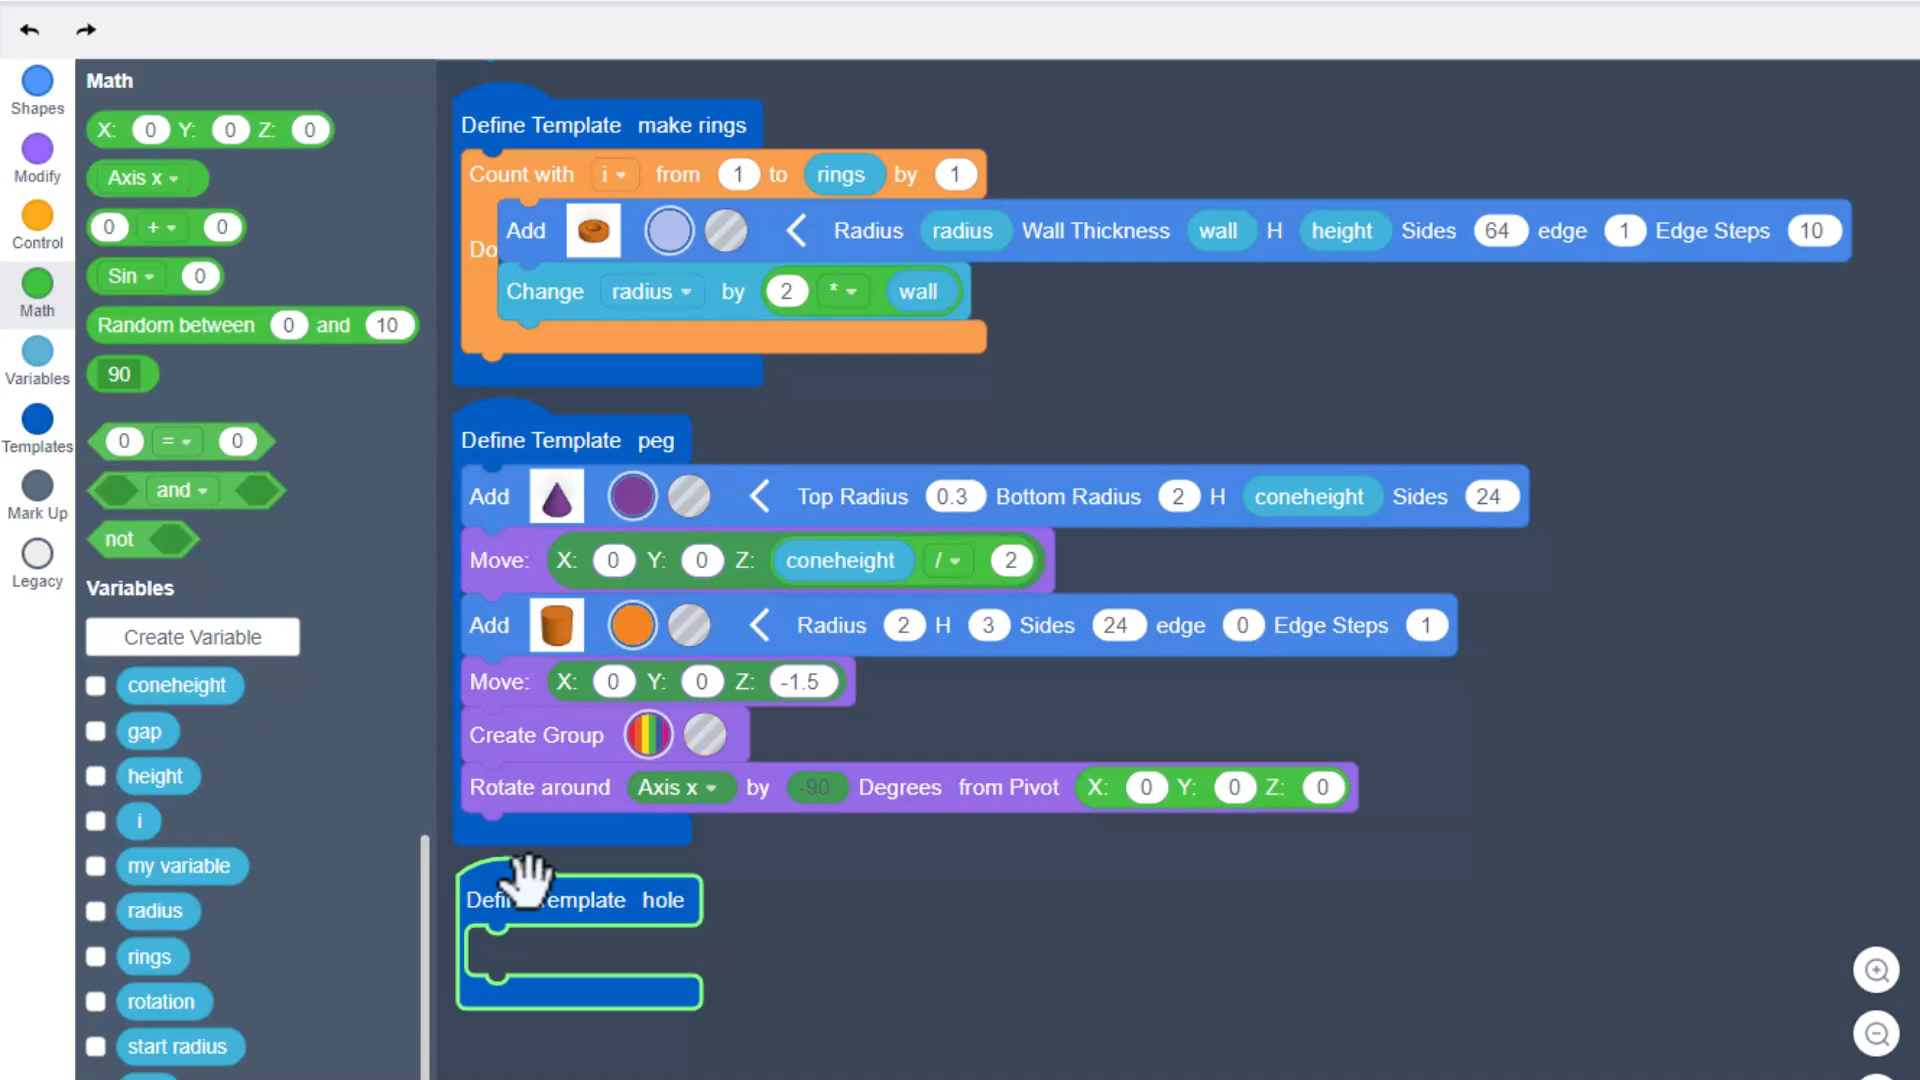 Shapes
Modify
Control
Math
Variables
Templates
Mark Up
Legacy
Math
X: 0 Y: 0 Z: 0
Axis x
0 + 0
Sin 0
Random between 0 and 10
90
0 = 0
and
not
Variables
Create Variable
coneheight
gap
height
i
my variable
radius
rings
rotation
start radius
Define Template make rings
Count with i from 1 to rings by 1
Do
Add Radius radius Wall Thickness wall H height Sides 64 edge 1 Edge Steps 10
Change radius by 2 * wall
Define Template peg
Add Top Radius 0.3 Bottom Radius 2 H coneheight Sides 24
Move: X: 0 Y: 0 Z: coneheight / 2
Add Radius 2 H 3 Sides 24 edge 0 Edge Steps 1
Move: X: 0 Y: 0 Z: -1.5
Create Group
Rotate around Axis x by -90 Degrees from Pivot X: 0 Y: 0 Z: 0
Define Template hole